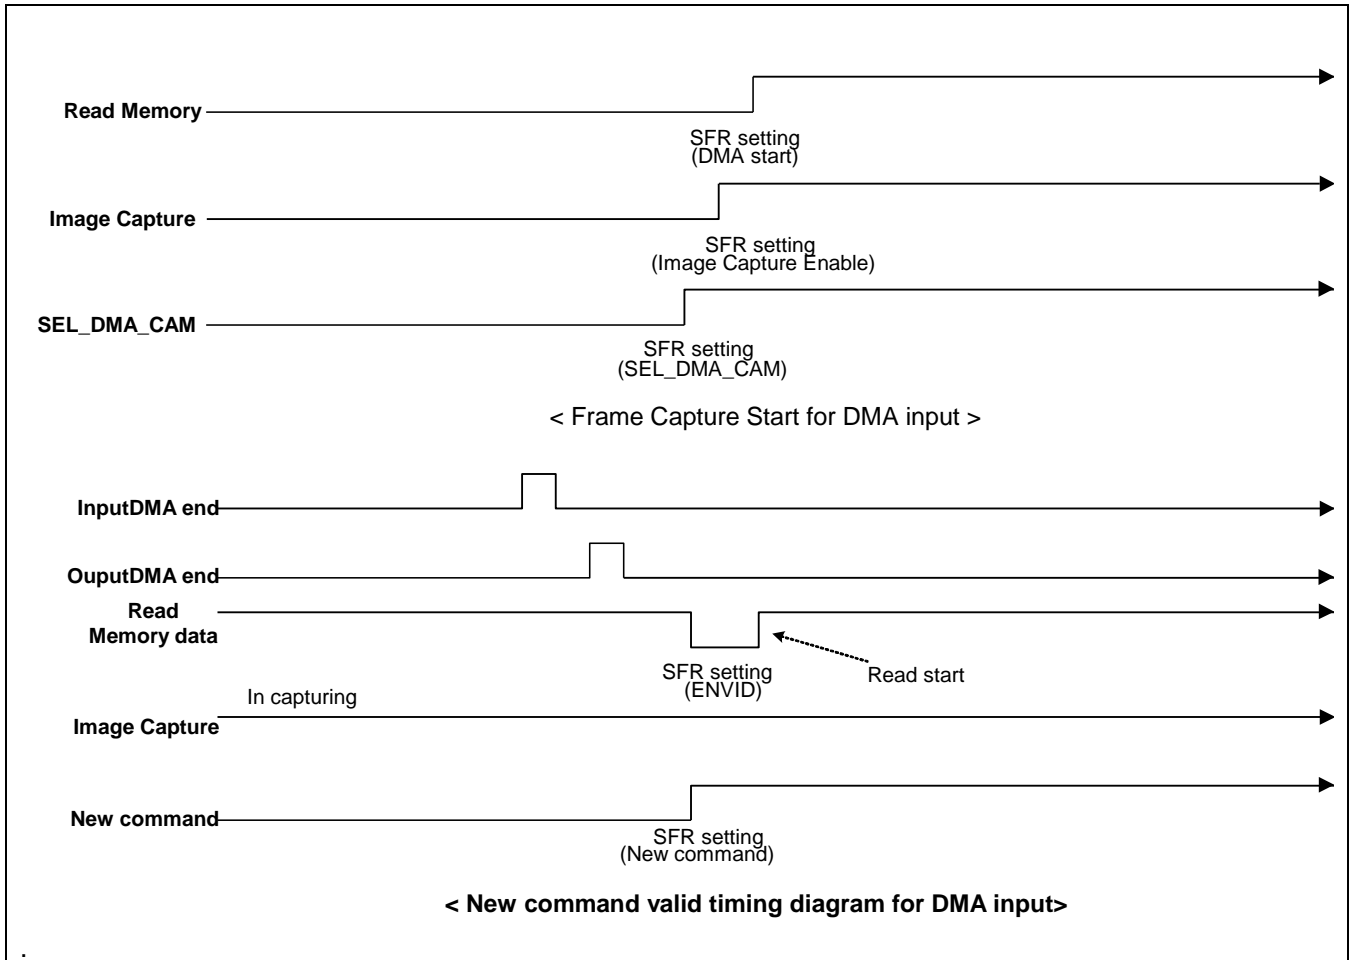 Read Memory
SFR setting
(DMA start)
Image Capture
SFR setting
(Image Capture Enable)
SEL_DMA_CAM
SFR setting
(SEL_DMA_CAM)
< Frame Capture Start for DMA input >
InputDMA end
OuputDMA end
Read
Memory data
SFR setting
(ENVID)
Read start
In capturing
Image Capture
New command
SFR setting
(New command)
< New command valid timing diagram for DMA input>
.